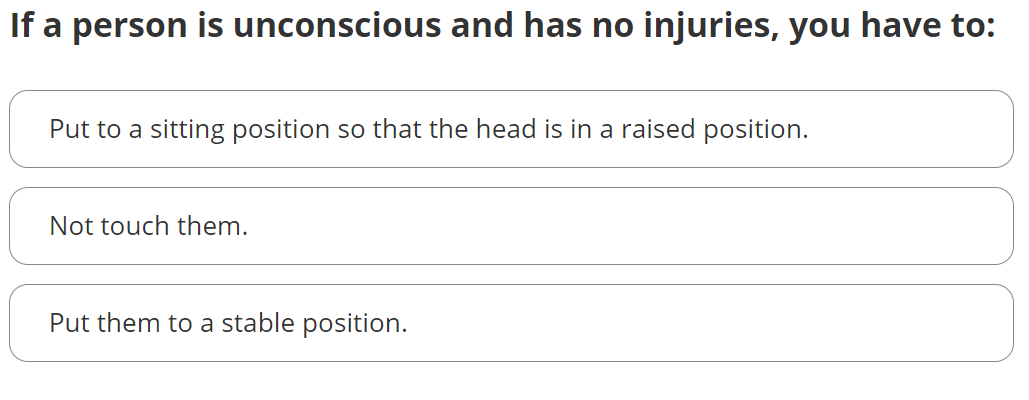 If a person is unconscious and has no injuries, you have to:
Put to a sitting position so that the head is in a raised position.
Not touch them.
Put them to a stable position.